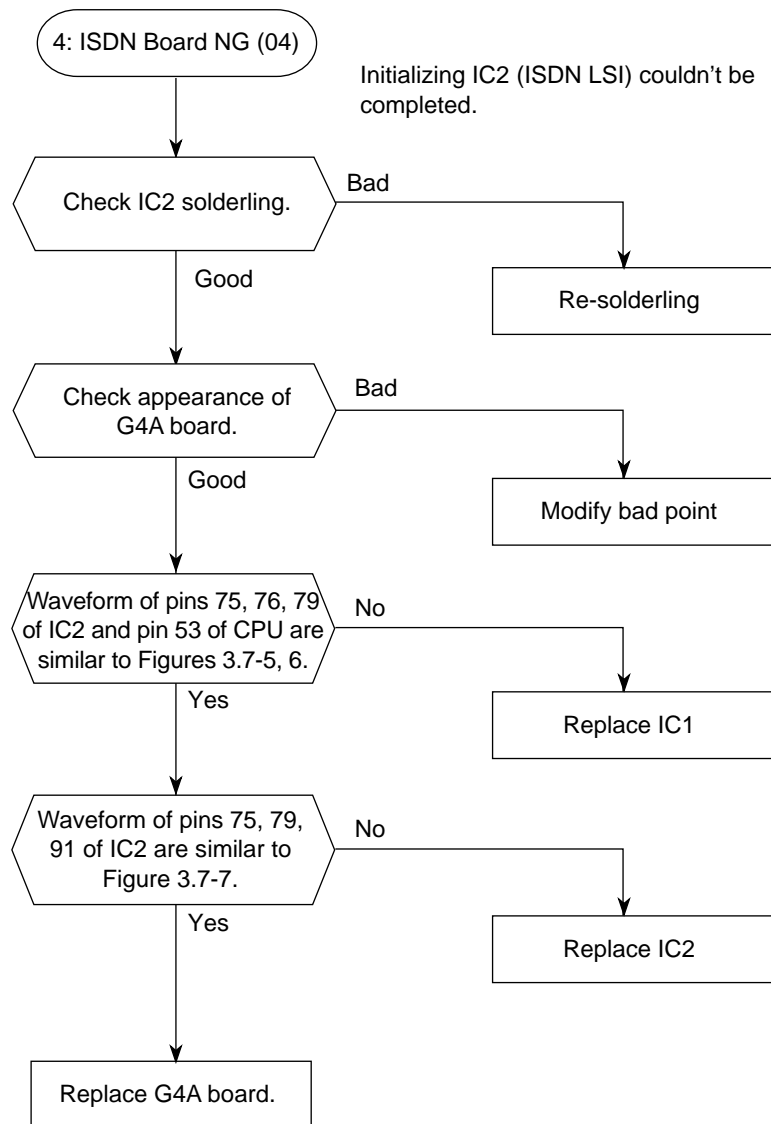 4: ISDN Board NG (04)
Initializing IC2 (ISDN LSI) couldn’t be
completed.
Check IC2 solderling.
Bad
Good
Re-solderling
Check appearance of
G4A board.
Bad
Good
Modify bad point
Waveform of pins 75, 76, 79
of IC2 and pin 53 of CPU are
similar to Figures 3.7-5, 6.
No
Yes
Replace IC1
Waveform of pins 75, 79,
91 of IC2 are similar to
Figure 3.7-7.
No
Yes
Replace IC2
Replace G4A board.